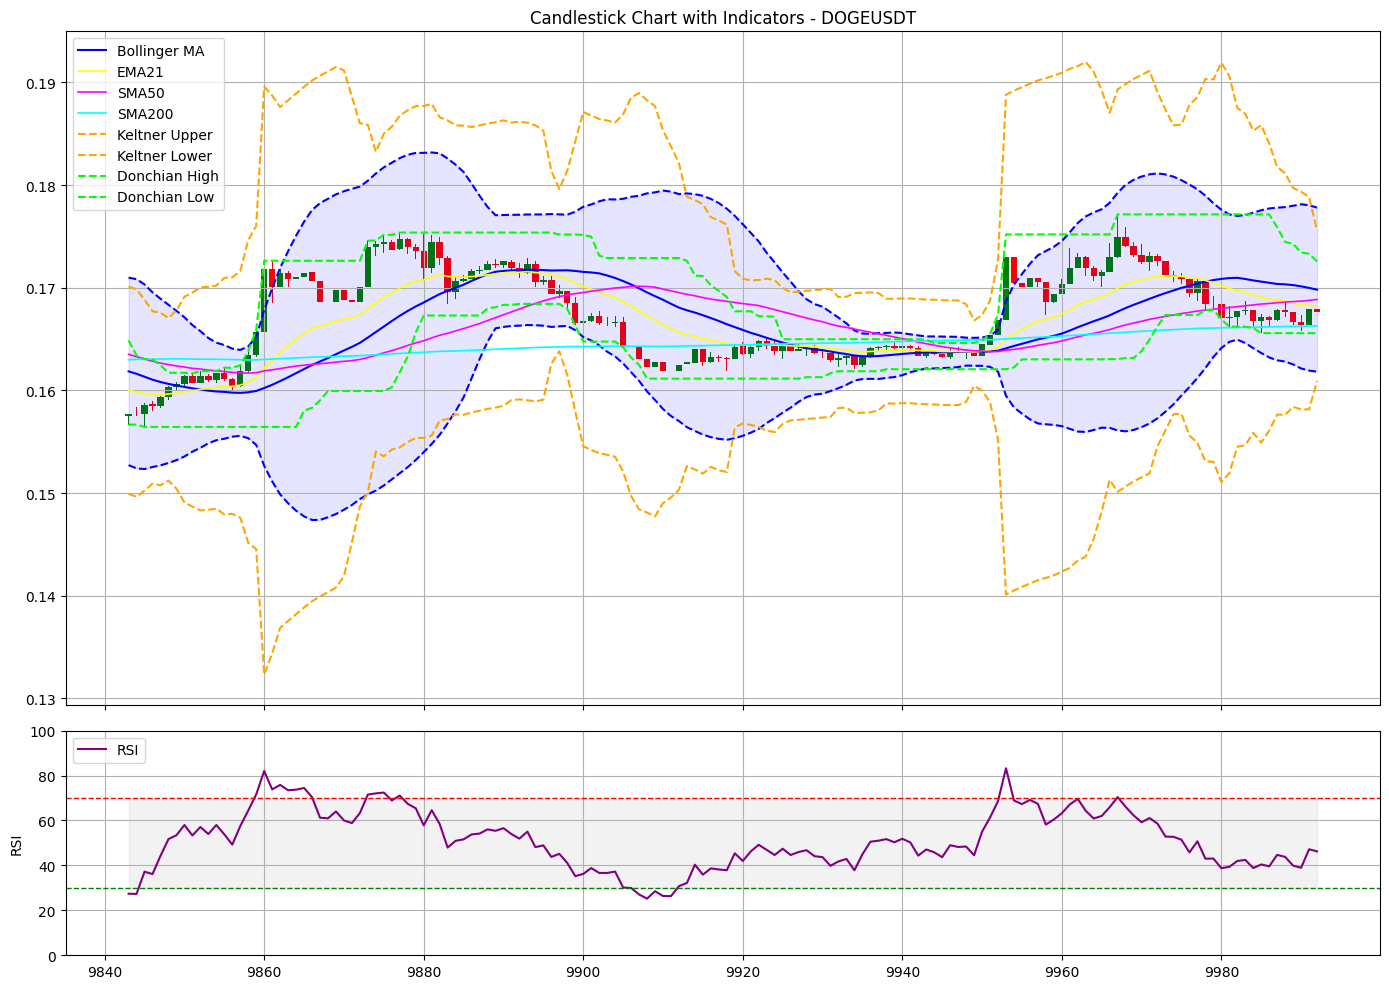 Candlestick Chart with Indicators - DOGEUSDT
Bollinger MA
EMA21
SMA50
SMA200
Keltner Upper
Keltner Lower
Donchian High
Donchian Low
0.19
0.18
0.17
0.16
0.15
0.14
0.13
RSI
100
80
60
40
20
0
RSI
9840 9860 9880 9900 9920 9940 9960 9980